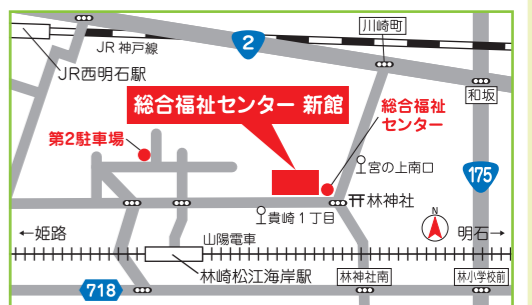 川崎町
2
JR 神戸線
JR西明石駅
和坂
総合福祉センター 新館
総合福祉
センター
第2駐車場
宮の上南口
175
林神社
貴崎1丁目
N
←姫路
山陽電車
明石→
林崎松江海岸駅
林神社南
林小学校前
718